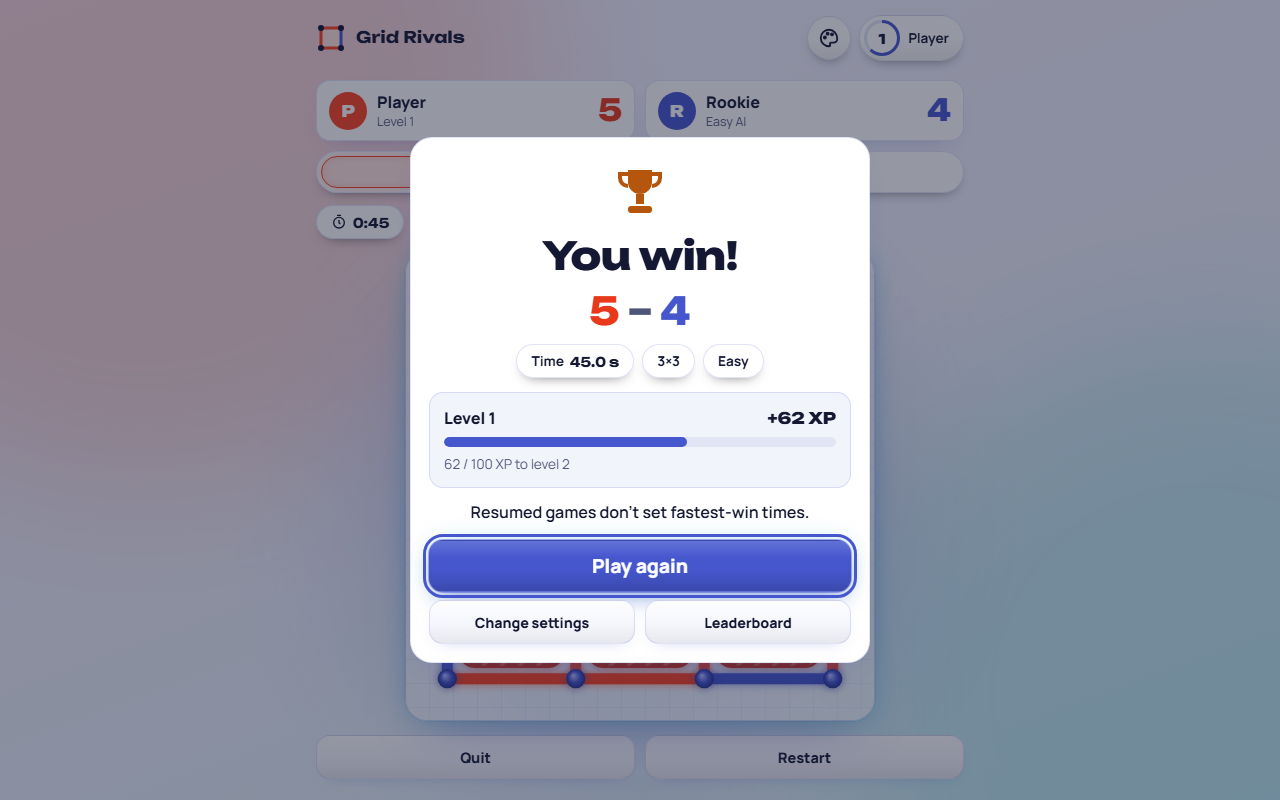 Grid Rivals
1 Player
P Player 5
Level 1
R Rookie 4
Easy AI
0:45
You win!
5 – 4
Time 45.0 s 3×3 Easy
Level 1 +62 XP
62 / 100 XP to level 2
Resumed games don't set fastest-win times.
Play again
Change settings Leaderboard
Quit Restart